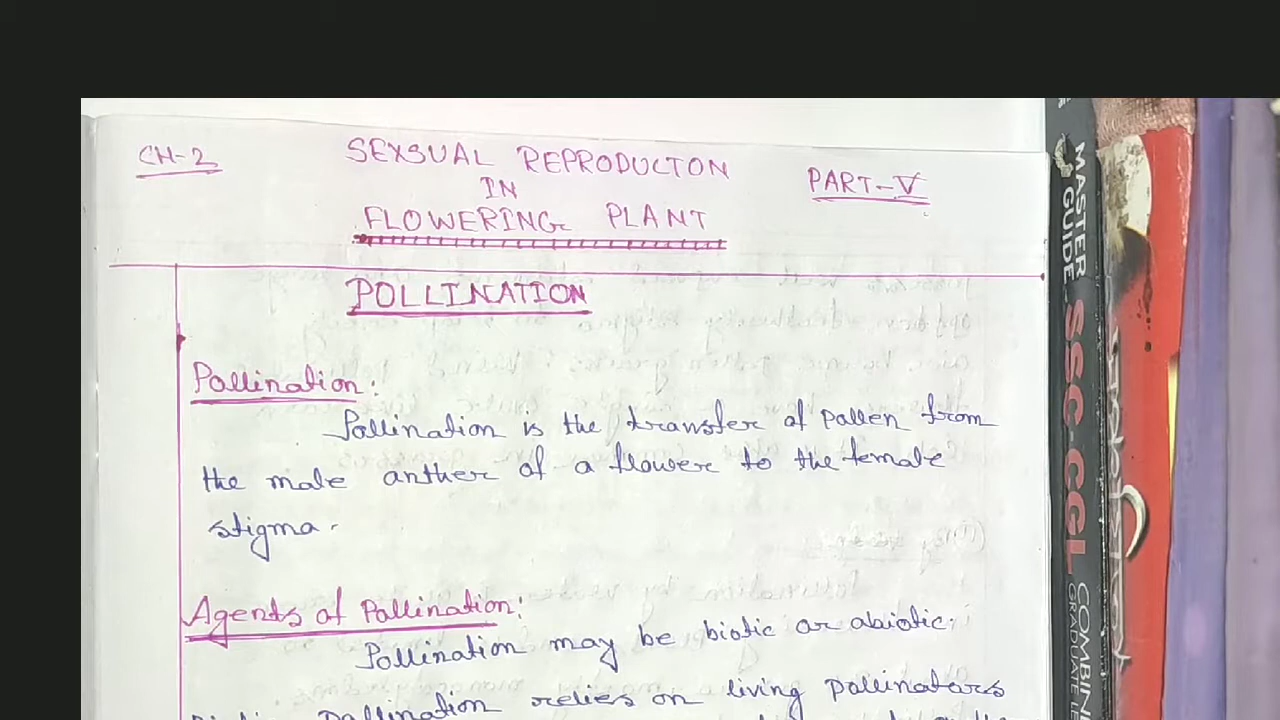 CH-2
SEXSUAL REPRODUCTON
IN
FLOWERING PLANT
PART-V
POLLINATION
Pollination:
Pollination is the transfer of pollen from
the male anther of a flower to the female
stigma.
Agents of Pollination:
Pollination may be biotic or abiotic.
Pollination relies on living pollinators
MASTER
GUIDE
SSC-CGL
COMBINE
GRADUATE